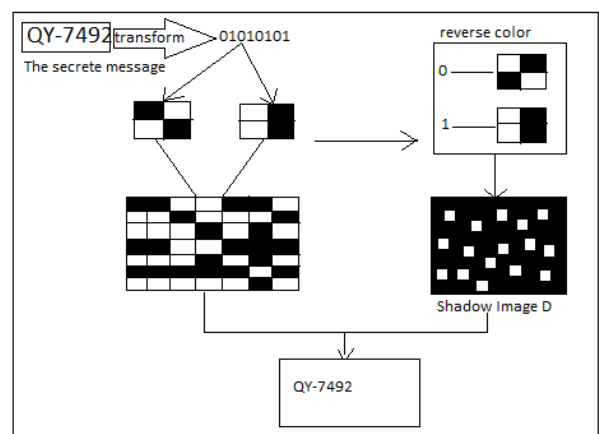 QY-7492 transform 01010101
The secrete message
reverse color
0
1
Shadow Image D
QY-7492